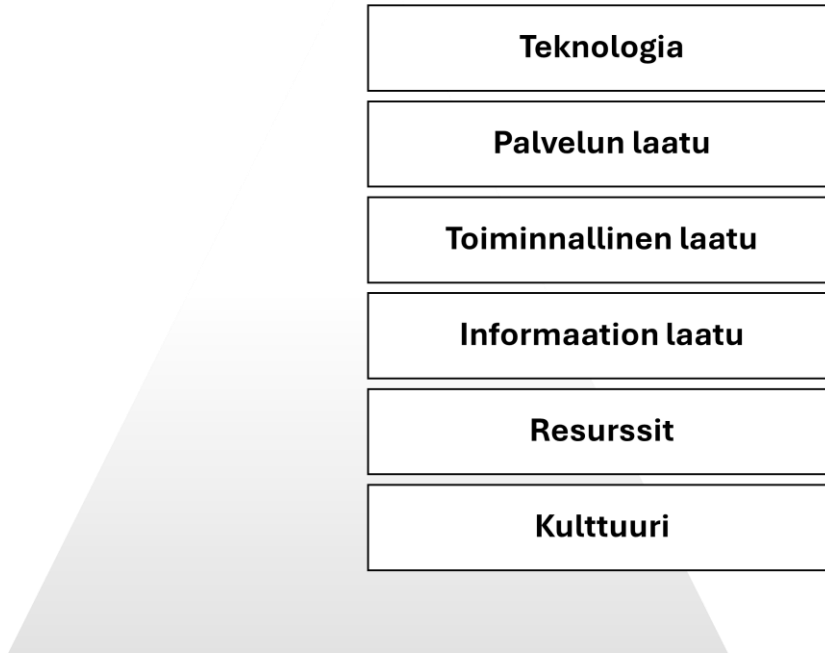 Teknologia
Palvelun laatu
Toiminnallinen laatu
Informaation laatu
Resurssit
Kulttuuri